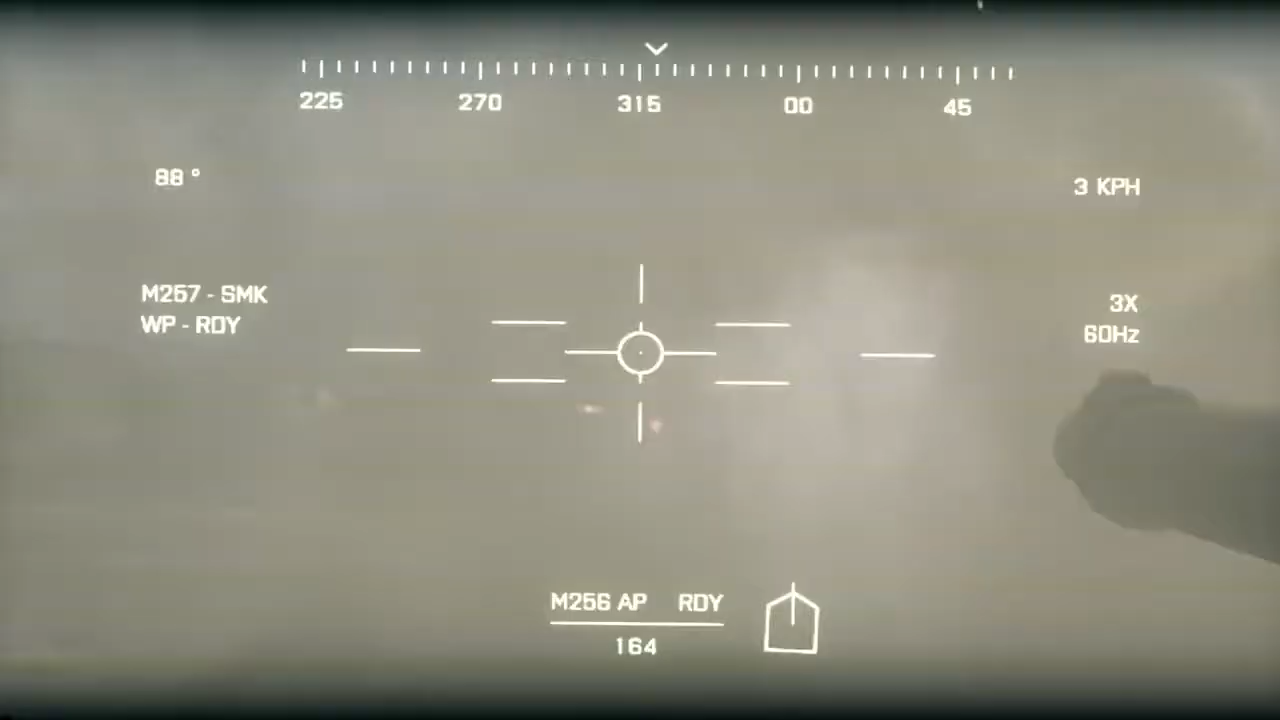 225 270 315 00 45
88 °
3 KPH
M257 - SMK
WP - RDY
3X
60Hz
M256 AP RDY
164